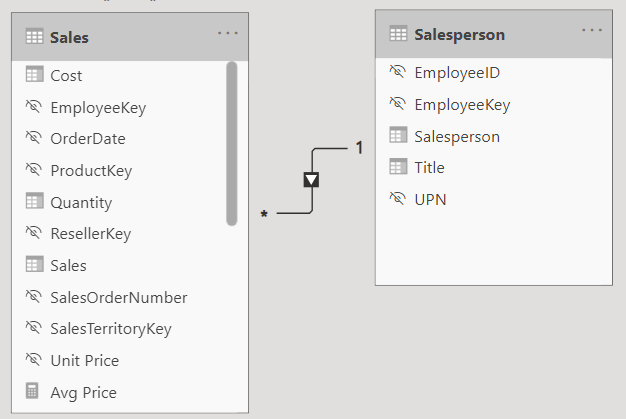 Sales
Cost
EmployeeKey
OrderDate
ProductKey
Quantity
ResellerKey
Sales
SalesOrderNumber
SalesTerritoryKey
Unit Price
Avg Price
*
1
Salesperson
EmployeeID
EmployeeKey
Salesperson
Title
UPN